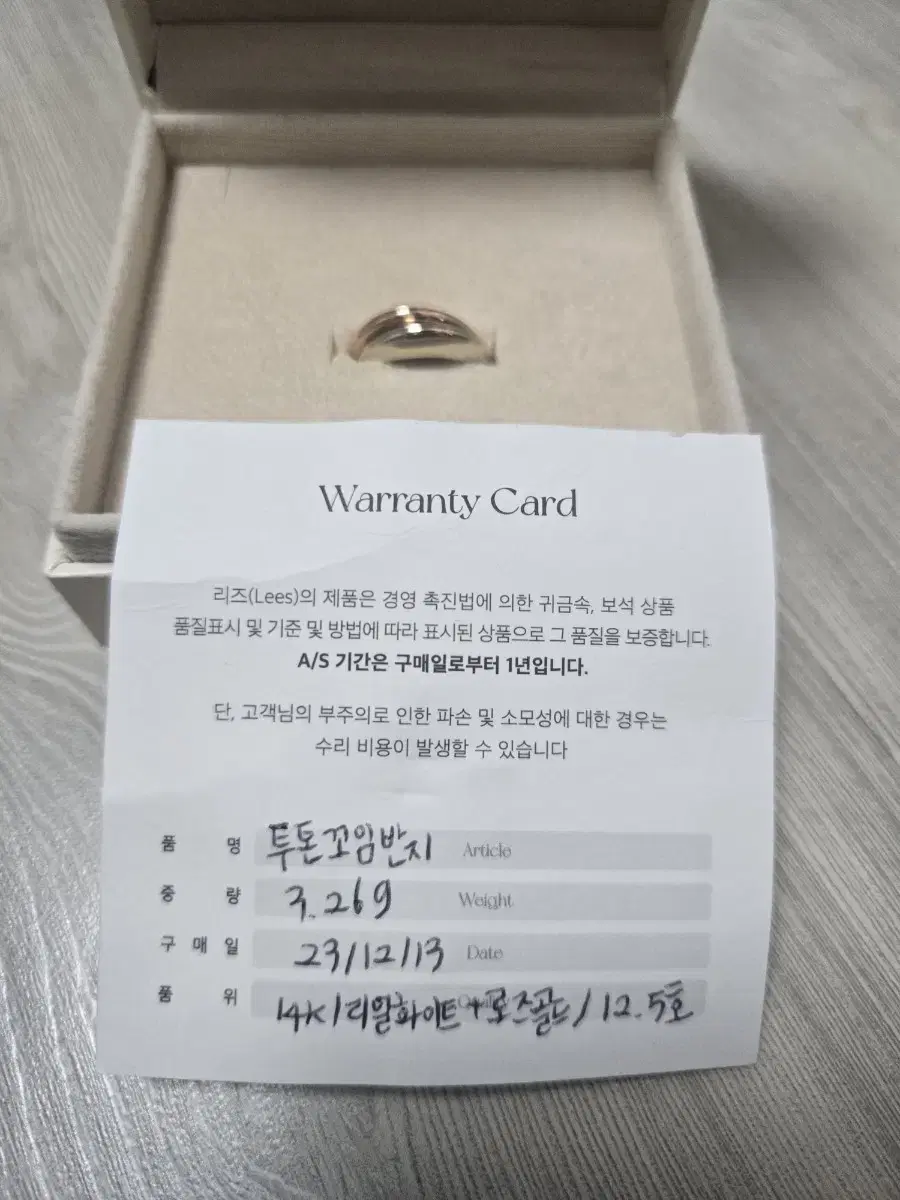 Warranty Card
리즈(Lees)의 제품은 경영 촉진법에 의한 귀금속, 보석 상품
품질표시 및 기준 및 방법에 따라 표시된 상품으로 그 품질을 보증합니다.
A/S 기간은 구매일로부터 1년입니다.
단, 고객님의 부주의로 인한 파손 및 소모성에 대한 경우는
수리 비용이 발생할 수 있습니다
품 명 투톤꼬임반지 Article
중 량 3.26g Weight
구 매 일 23/12/13 Date
품 위 14K/리얼화이트+로즈골드/12.5호